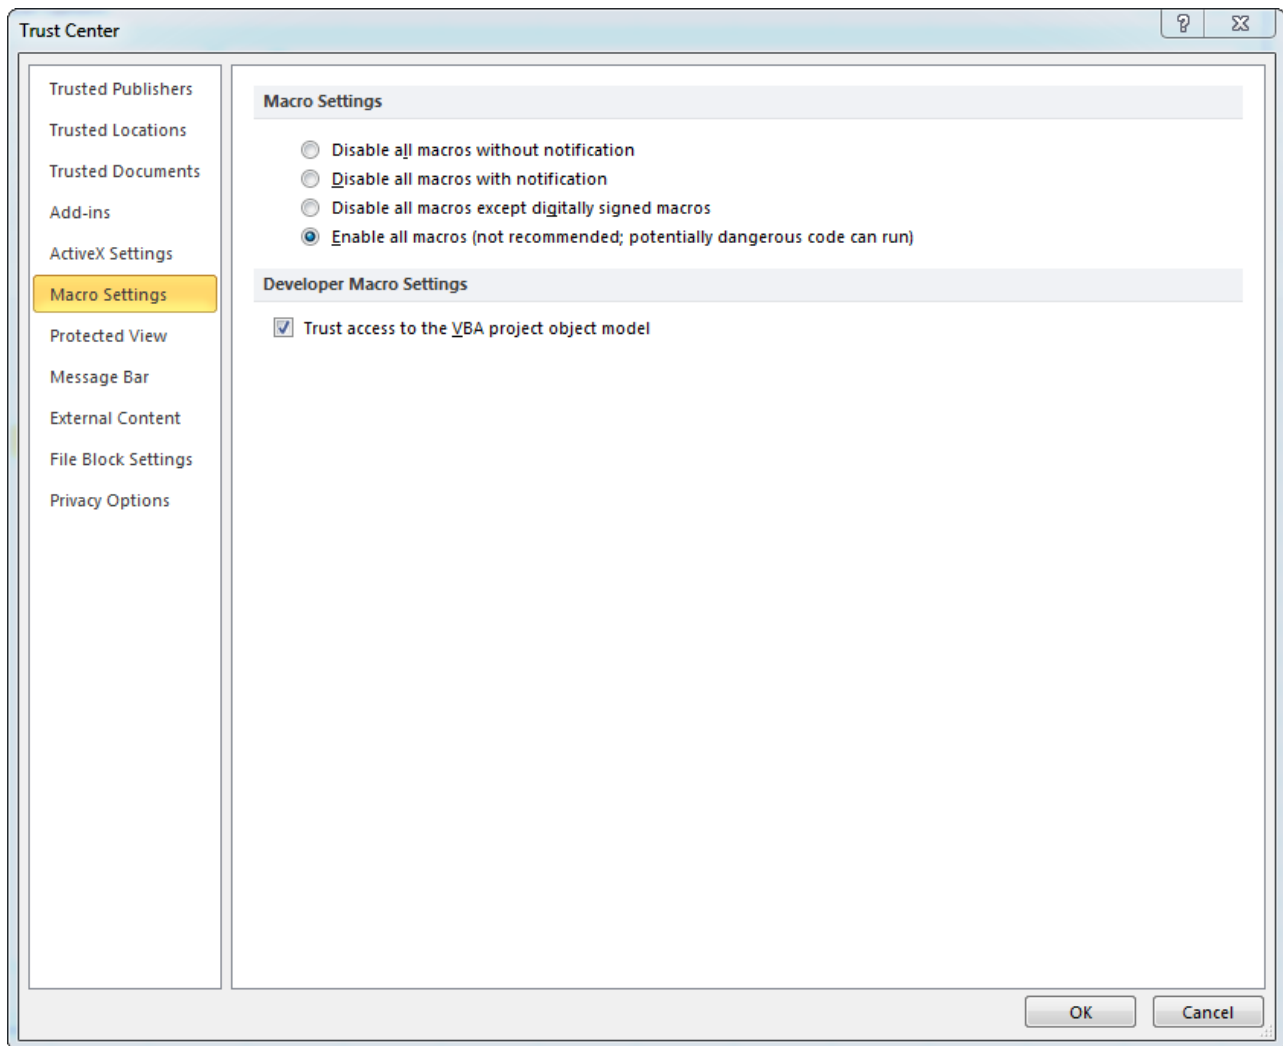 Trust Center
Trusted Publishers
Trusted Locations
Trusted Documents
Add-ins
ActiveX Settings
Macro Settings
Protected View
Message Bar
External Content
File Block Settings
Privacy Options
Macro Settings
Disable all macros without notification
Disable all macros with notification
Disable all macros except digitally signed macros
Enable all macros (not recommended; potentially dangerous code can run)
Developer Macro Settings
Trust access to the VBA project object model
OK
Cancel